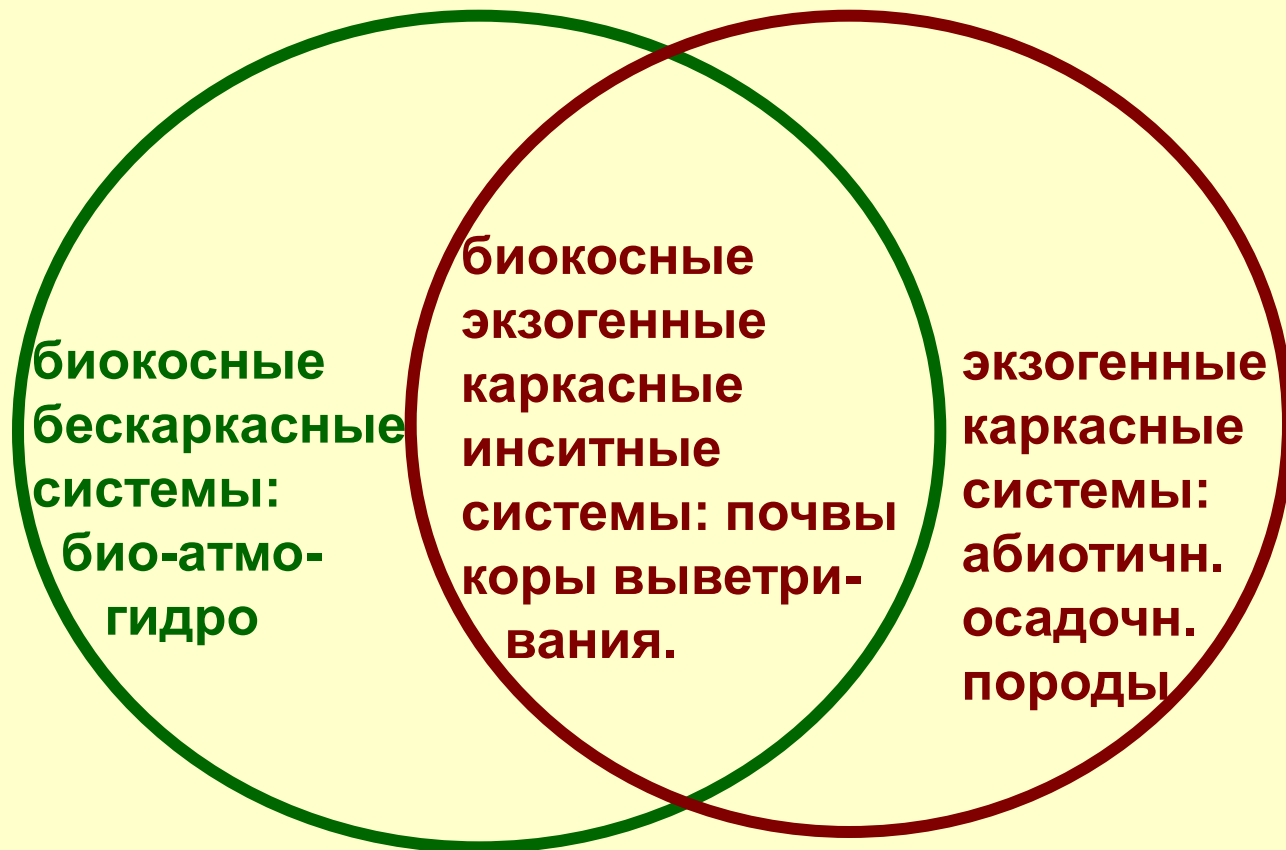 биокосные
бескаркасные
системы:
био-атмо-
гидро
биокосные
экзогенные
каркасные
инситные
системы: почвы
коры выветри-
вания.
экзогенные
каркасные
системы:
абиотичн.
осадочн.
породы